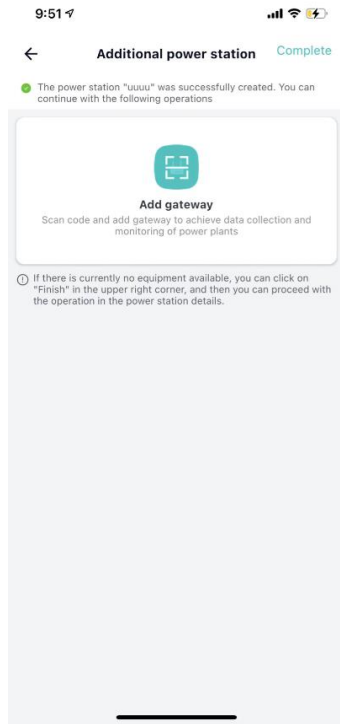 9:51
Additional power station
Complete
The power station "uuuu" was successfully created. You can
continue with the following operations
Add gateway
Scan code and add gateway to achieve data collection and
monitoring of power plants
If there is currently no equipment available, you can click on
"Finish" in the upper right corner, and then you can proceed with
the operation in the power station details.